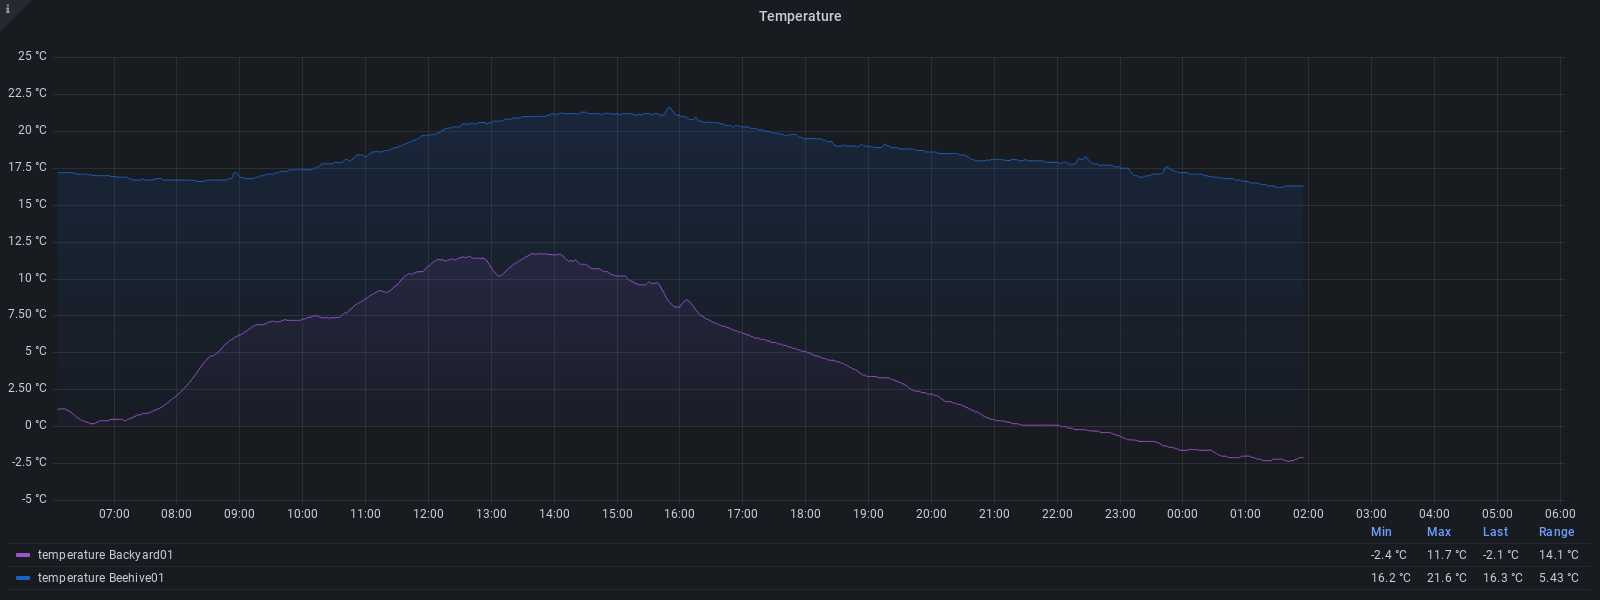 i
Temperature
25 °C
22.5 °C
20 °C
17.5 °C
15 °C
12.5 °C
10 °C
7.50 °C
5 °C
2.50 °C
0 °C
-2.5 °C
-5 °C
07:00 08:00 09:00 10:00 11:00 12:00 13:00 14:00 15:00 16:00 17:00 18:00 19:00 20:00 21:00 22:00 23:00 00:00 01:00 02:00 03:00 04:00 05:00 06:00
Min Max Last Range
temperature Backyard01 -2.4 °C 11.7 °C -2.1 °C 14.1 °C
temperature Beehive01 16.2 °C 21.6 °C 16.3 °C 5.43 °C